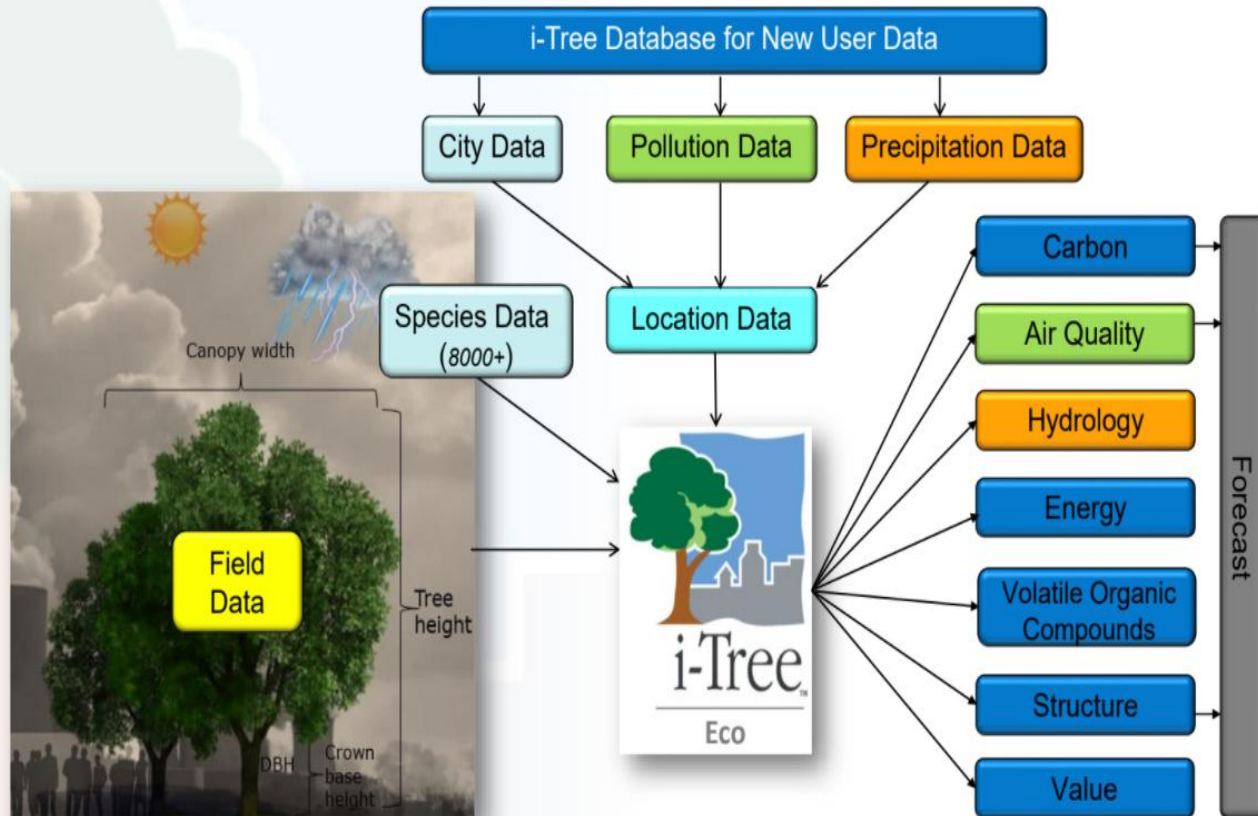 i-Tree Database for New User Data
City Data
Pollution Data
Precipitation Data
Species Data
(8000+)
Location Data
Canopy width
Field
Data
Tree
height
DBH
Crown
base
height
i-Tree™
Eco
Carbon
Air Quality
Hydrology
Energy
Volatile Organic
Compounds
Structure
Value
Forecast